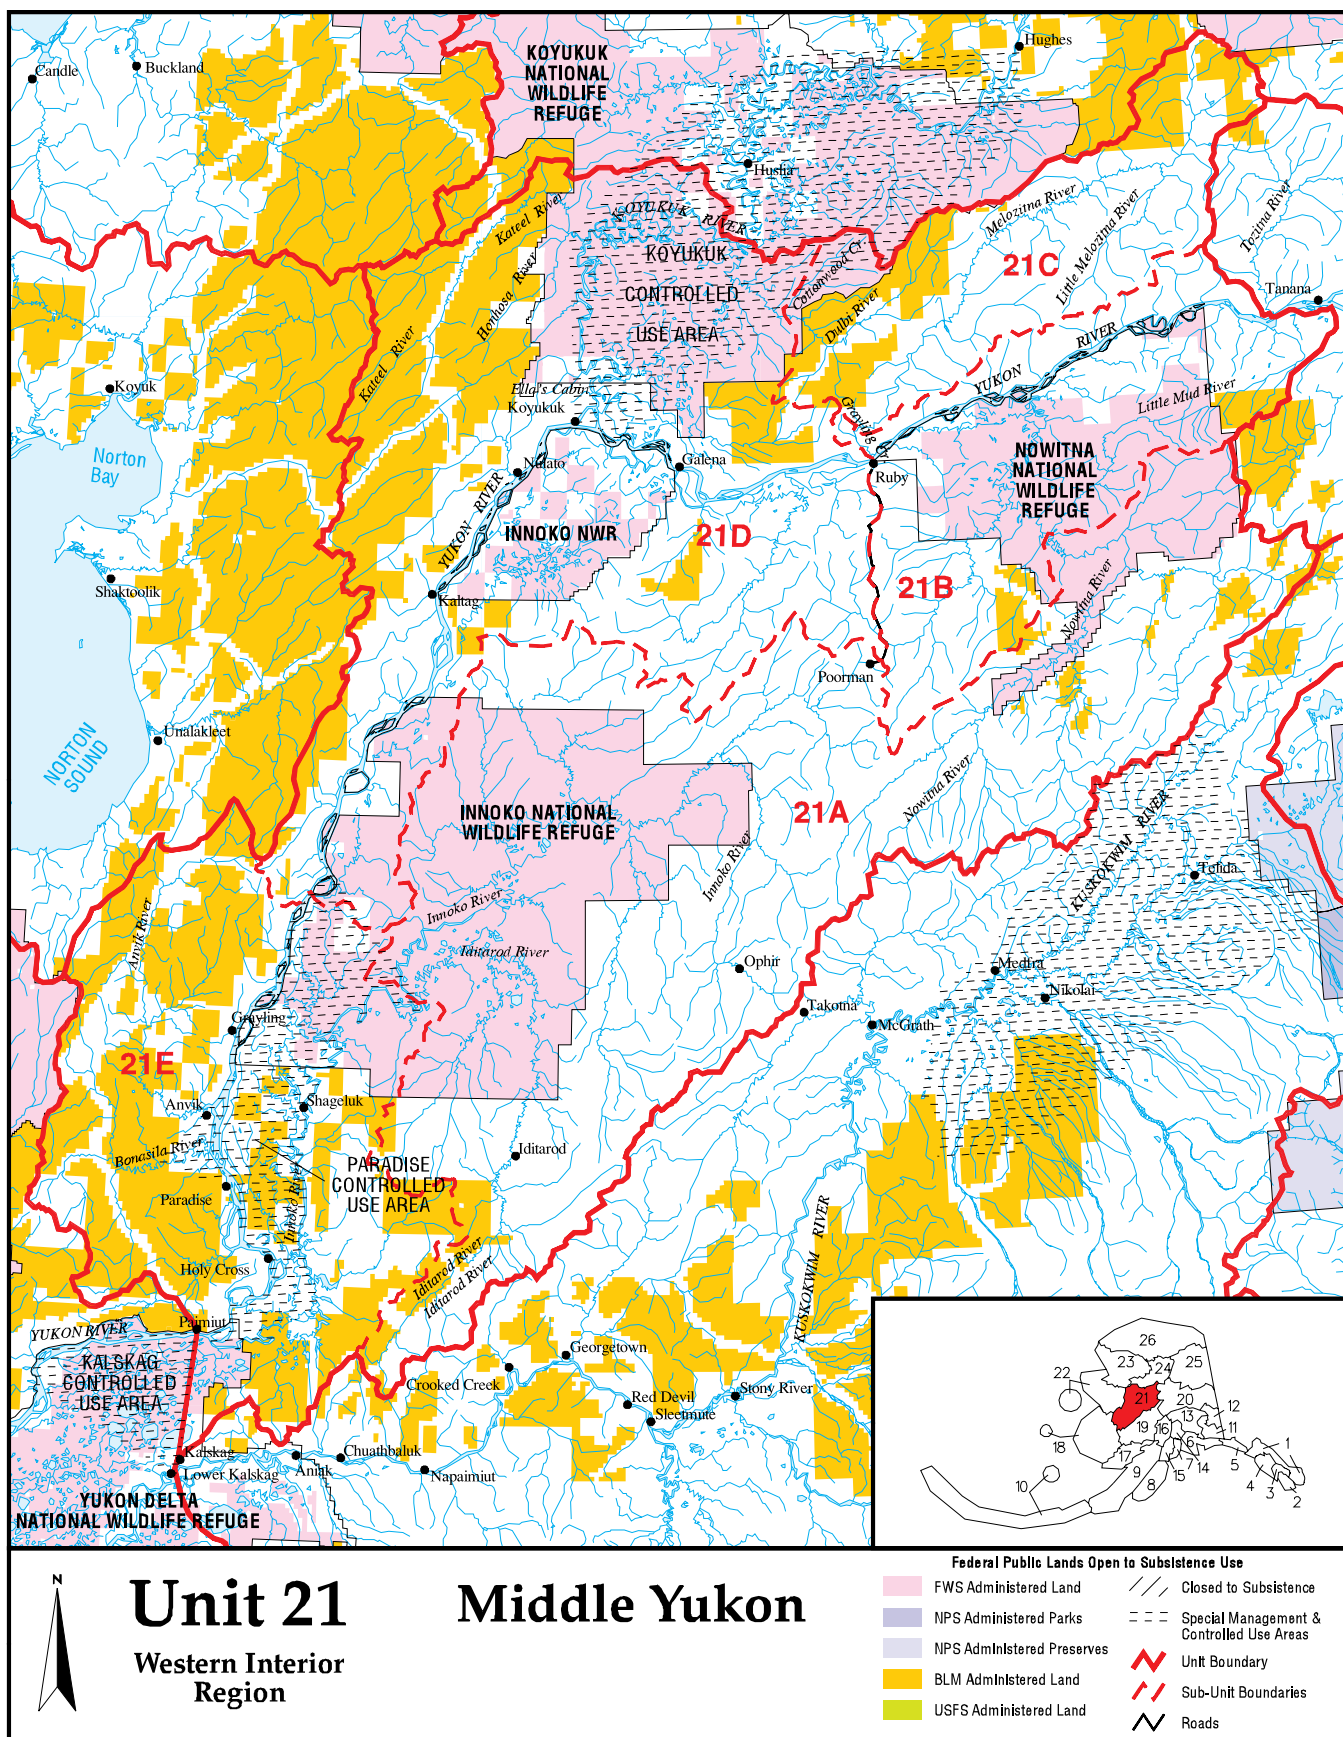 Candle
Buckland
KOYUKUK
NATIONAL
WILDLIFE
REFUGE
Hughes
Huslia
KOYUKUK RIVER
Kateel River
Honhosa River
KOYUKUK
CONTROLLED
USE AREA
Cottonwood Cr.
Dulbi River
Melozitna River
Little Melozitna River
Tozitna River
21C
Tanana
Kateel River
Koyuk
Ella's Cabin
Koyukuk
YUKON RIVER
Grayling Cr.
Little Mud River
Norton
Bay
Nulato
Galena
Ruby
NOWITNA
NATIONAL
WILDLIFE
REFUGE
YUKON RIVER
INNOKO NWR
21D
21B
Shaktoolik
Kaltag
Nowitna River
Poorman
NORTON
SOUND
Unalakleet
INNOKO NATIONAL
WILDLIFE REFUGE
21A
Nowitna River
Innoko River
KUSKOKWIM RIVER
Telida
Anvik River
Innoko River
Iditarod River
Ophir
Medfra
Nikolai
Takotna
McGrath
Grayling
21E
Anvik
Shageluk
Bonasila River
Iditarod
PARADISE
CONTROLLED
USE AREA
Paradise
Innoko River
Holy Cross
Iditarod River
Iditarod River
KUSKOKWIM RIVER
Paimiut
YUKON RIVER
KALSKAG
CONTROLLED
USE AREA
Georgetown
Crooked Creek
Red Devil
Stony River
Sleetmute
Kalskag
Lower Kalskag
Aniak
Chuathbaluk
Napaimiut
YUKON DELTA
NATIONAL WILDLIFE REFUGE
26
23
24
25
22
21
20
12
13
11
19
16
18
6
1
17
7
14
5
9
15
10
8
4
3
2
N
Unit 21
Western Interior
Region
Middle Yukon
Federal Public Lands Open to Subsistence Use
FWS Administered Land
NPS Administered Parks
NPS Administered Preserves
BLM Administered Land
USFS Administered Land
Closed to Subsistence
Special Management &
Controlled Use Areas
Unit Boundary
Sub-Unit Boundaries
Roads